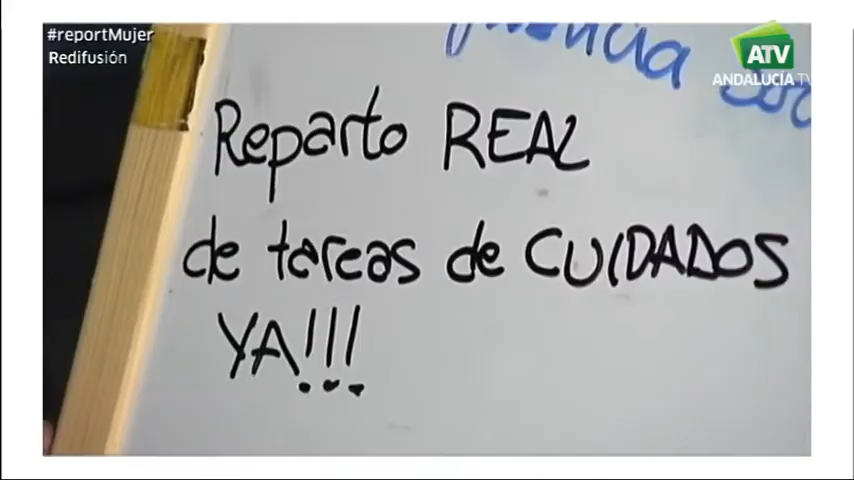 #reportMujer
Redifusión
ATV
ANDALUCÍA TV
Reparto REAL
de tareas de CUIDADOS
YA!!!